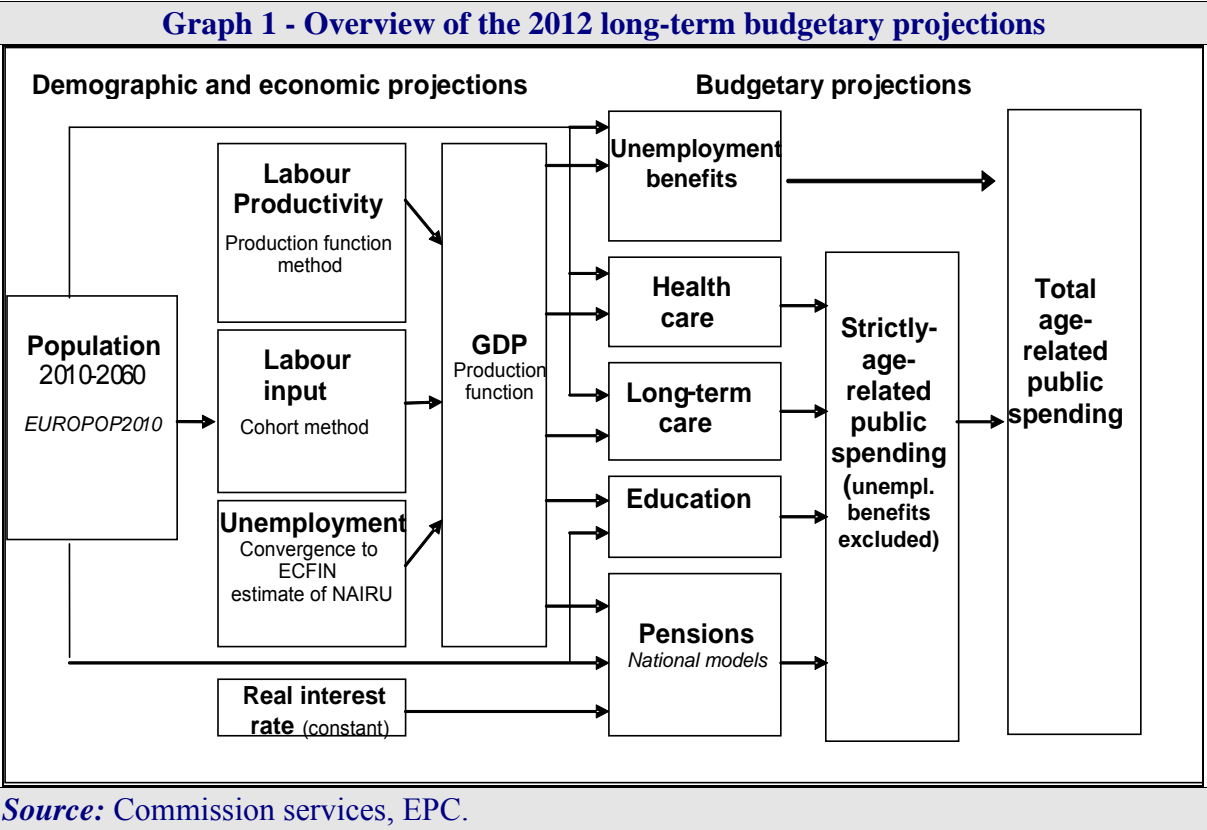 Graph 1 - Overview of the 2012 long-term budgetary projections
Demographic and economic projections
Budgetary projections
Population
2010-2060
EUROPOP2010
Labour
Productivity
Production function
method
Labour
input
Cohort method
Unemployment
Convergence to
ECFIN
estimate of NAIRU
Real interest
rate (constant)
GDP
Production
function
Unemployment
benefits
Health
care
Long-term
care
Education
Pensions
National models
Strictly-
age-
related
public
spending
(unempl.
benefits
excluded)
Total
age-
related
public
spending
Source: Commission services, EPC.